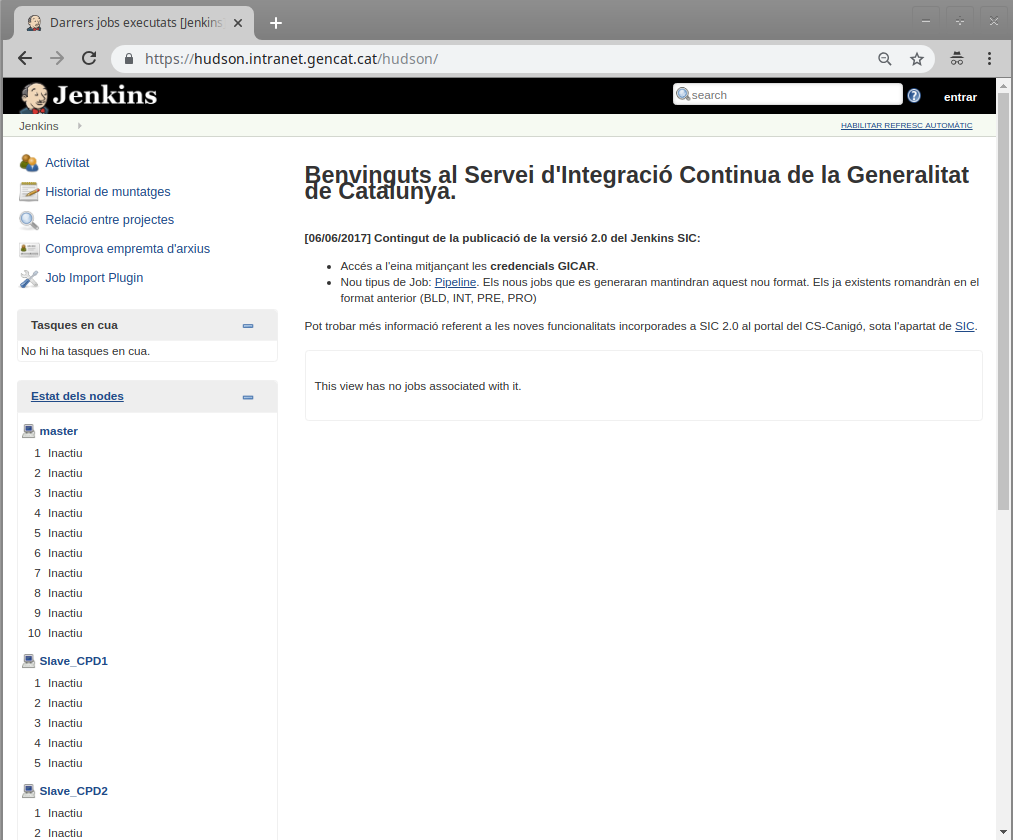 Darrers jobs executats [Jenkins
https://hudson.intranet.gencat.cat/hudson/
Jenkins
search
entrar
Jenkins
HABILITAR REFRESC AUTOMÀTIC
Activitat
Historial de muntatges
Relació entre projectes
Comprova empremta d'arxius
Job Import Plugin
Tasques en cua
No hi ha tasques en cua.
Estat dels nodes
master
1 Inactiu
2 Inactiu
3 Inactiu
4 Inactiu
5 Inactiu
6 Inactiu
7 Inactiu
8 Inactiu
9 Inactiu
10 Inactiu
Slave_CPD1
1 Inactiu
2 Inactiu
3 Inactiu
4 Inactiu
5 Inactiu
Slave_CPD2
1 Inactiu
2 Inactiu
Benvinguts al Servei d'Integració Continua de la Generalitat
de Catalunya.
[06/06/2017] Contingut de la publicació de la versió 2.0 del Jenkins SIC:
Accés a l'eina mitjançant les credencials GICAR.
Nou tipus de Job: Pipeline. Els nous jobs que es generaran mantindran aquest nou format. Els ja existents romandràn en el
format anterior (BLD, INT, PRE, PRO)
Pot trobar més informació referent a les noves funcionalitats incorporades a SIC 2.0 al portal del CS-Canigó, sota l'apartat de SIC.
This view has no jobs associated with it.